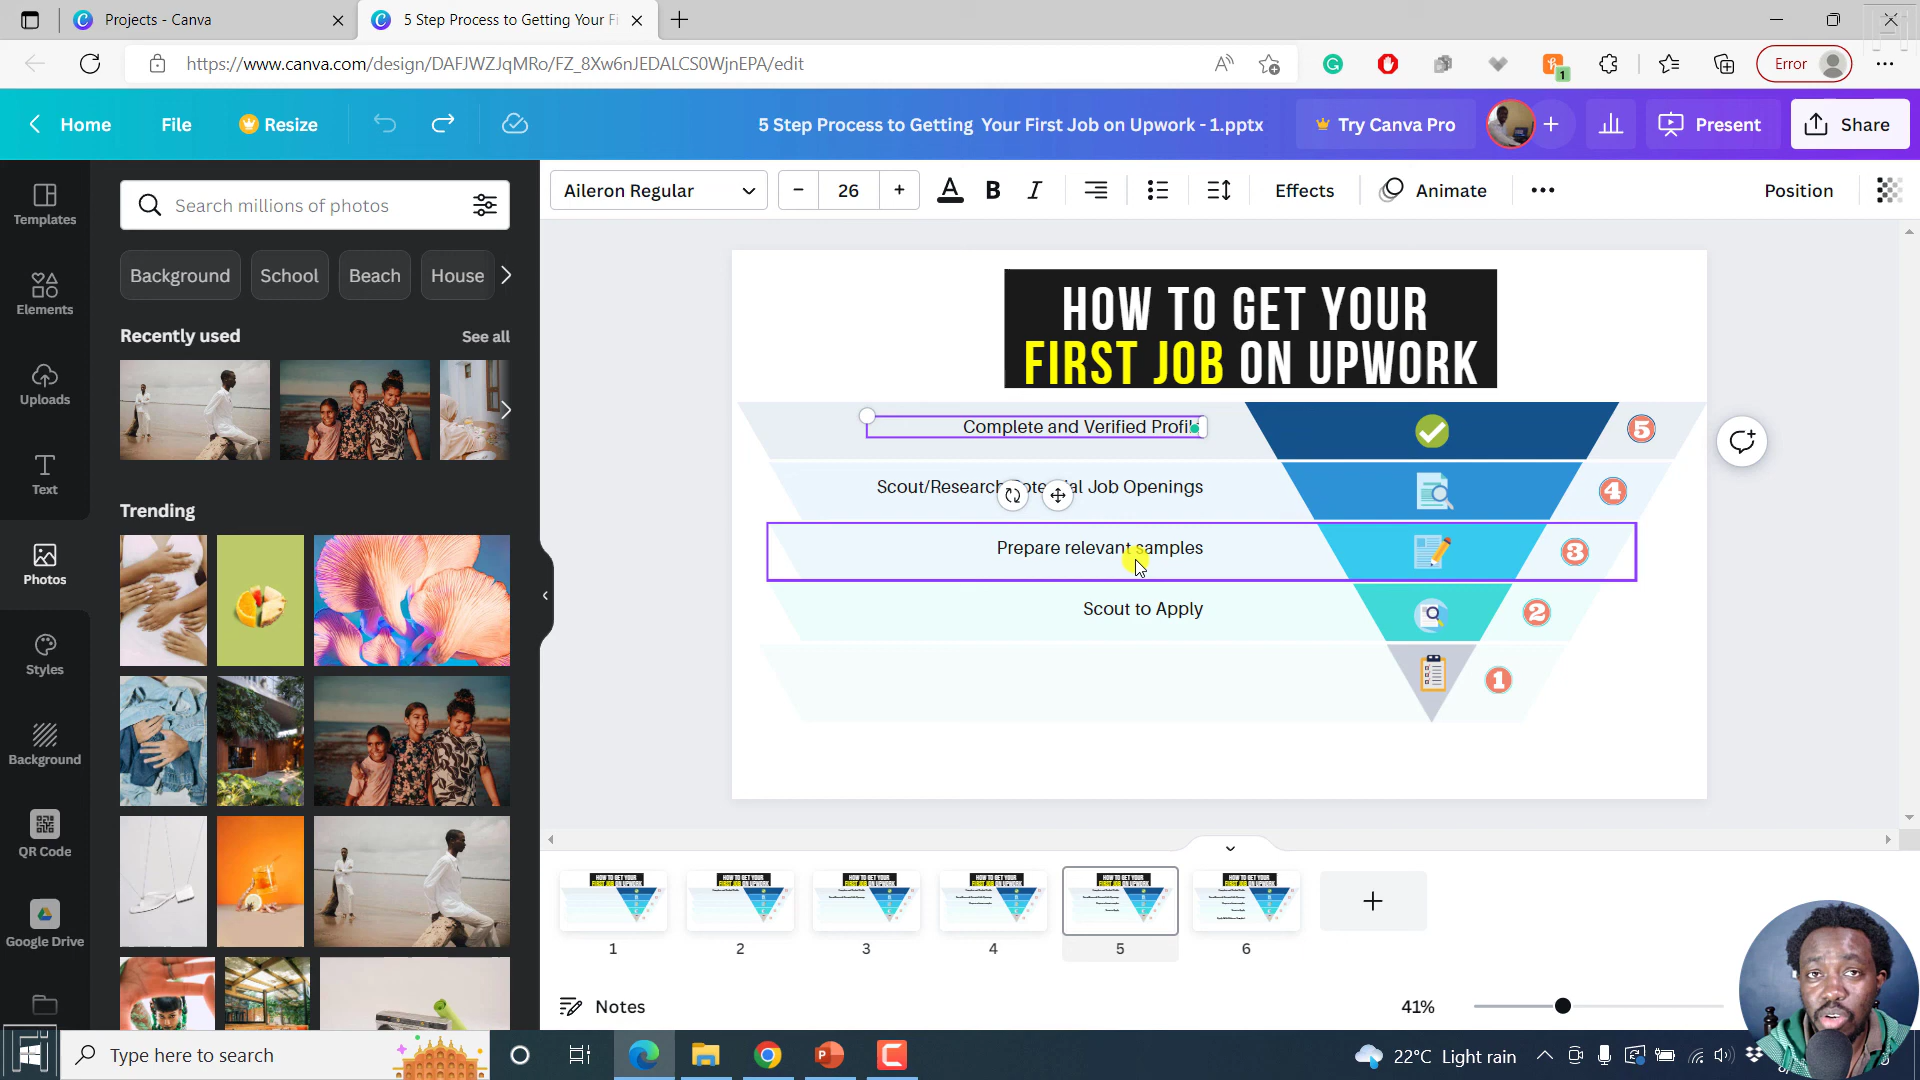 Projects - Canva
5 Step Process to Getting Your Fi
https://www.canva.com/design/DAFJWZJqMRo/FZ_8Xw6nJEDALCS0WjnEPA/edit
Error
1
Home
File
Resize
5 Step Process to Getting Your First Job on Upwork - 1.pptx
Try Canva Pro
Present
Share
Templates
Elements
Uploads
Text
Photos
Styles
Background
QR Code
Google Drive
Search millions of photos
Background
School
Beach
House
Recently used
See all
Trending
Aileron Regular
26
A
B
I
Effects
Animate
Position
HOW TO GET YOUR
FIRST JOB ON UPWORK
Complete and Verified Profil
5
Scout/Research Potential Job Openings
4
Prepare relevant samples
3
Scout to Apply
2
1
1
2
3
4
5
6
Notes
41%
Type here to search
22°C Light rain